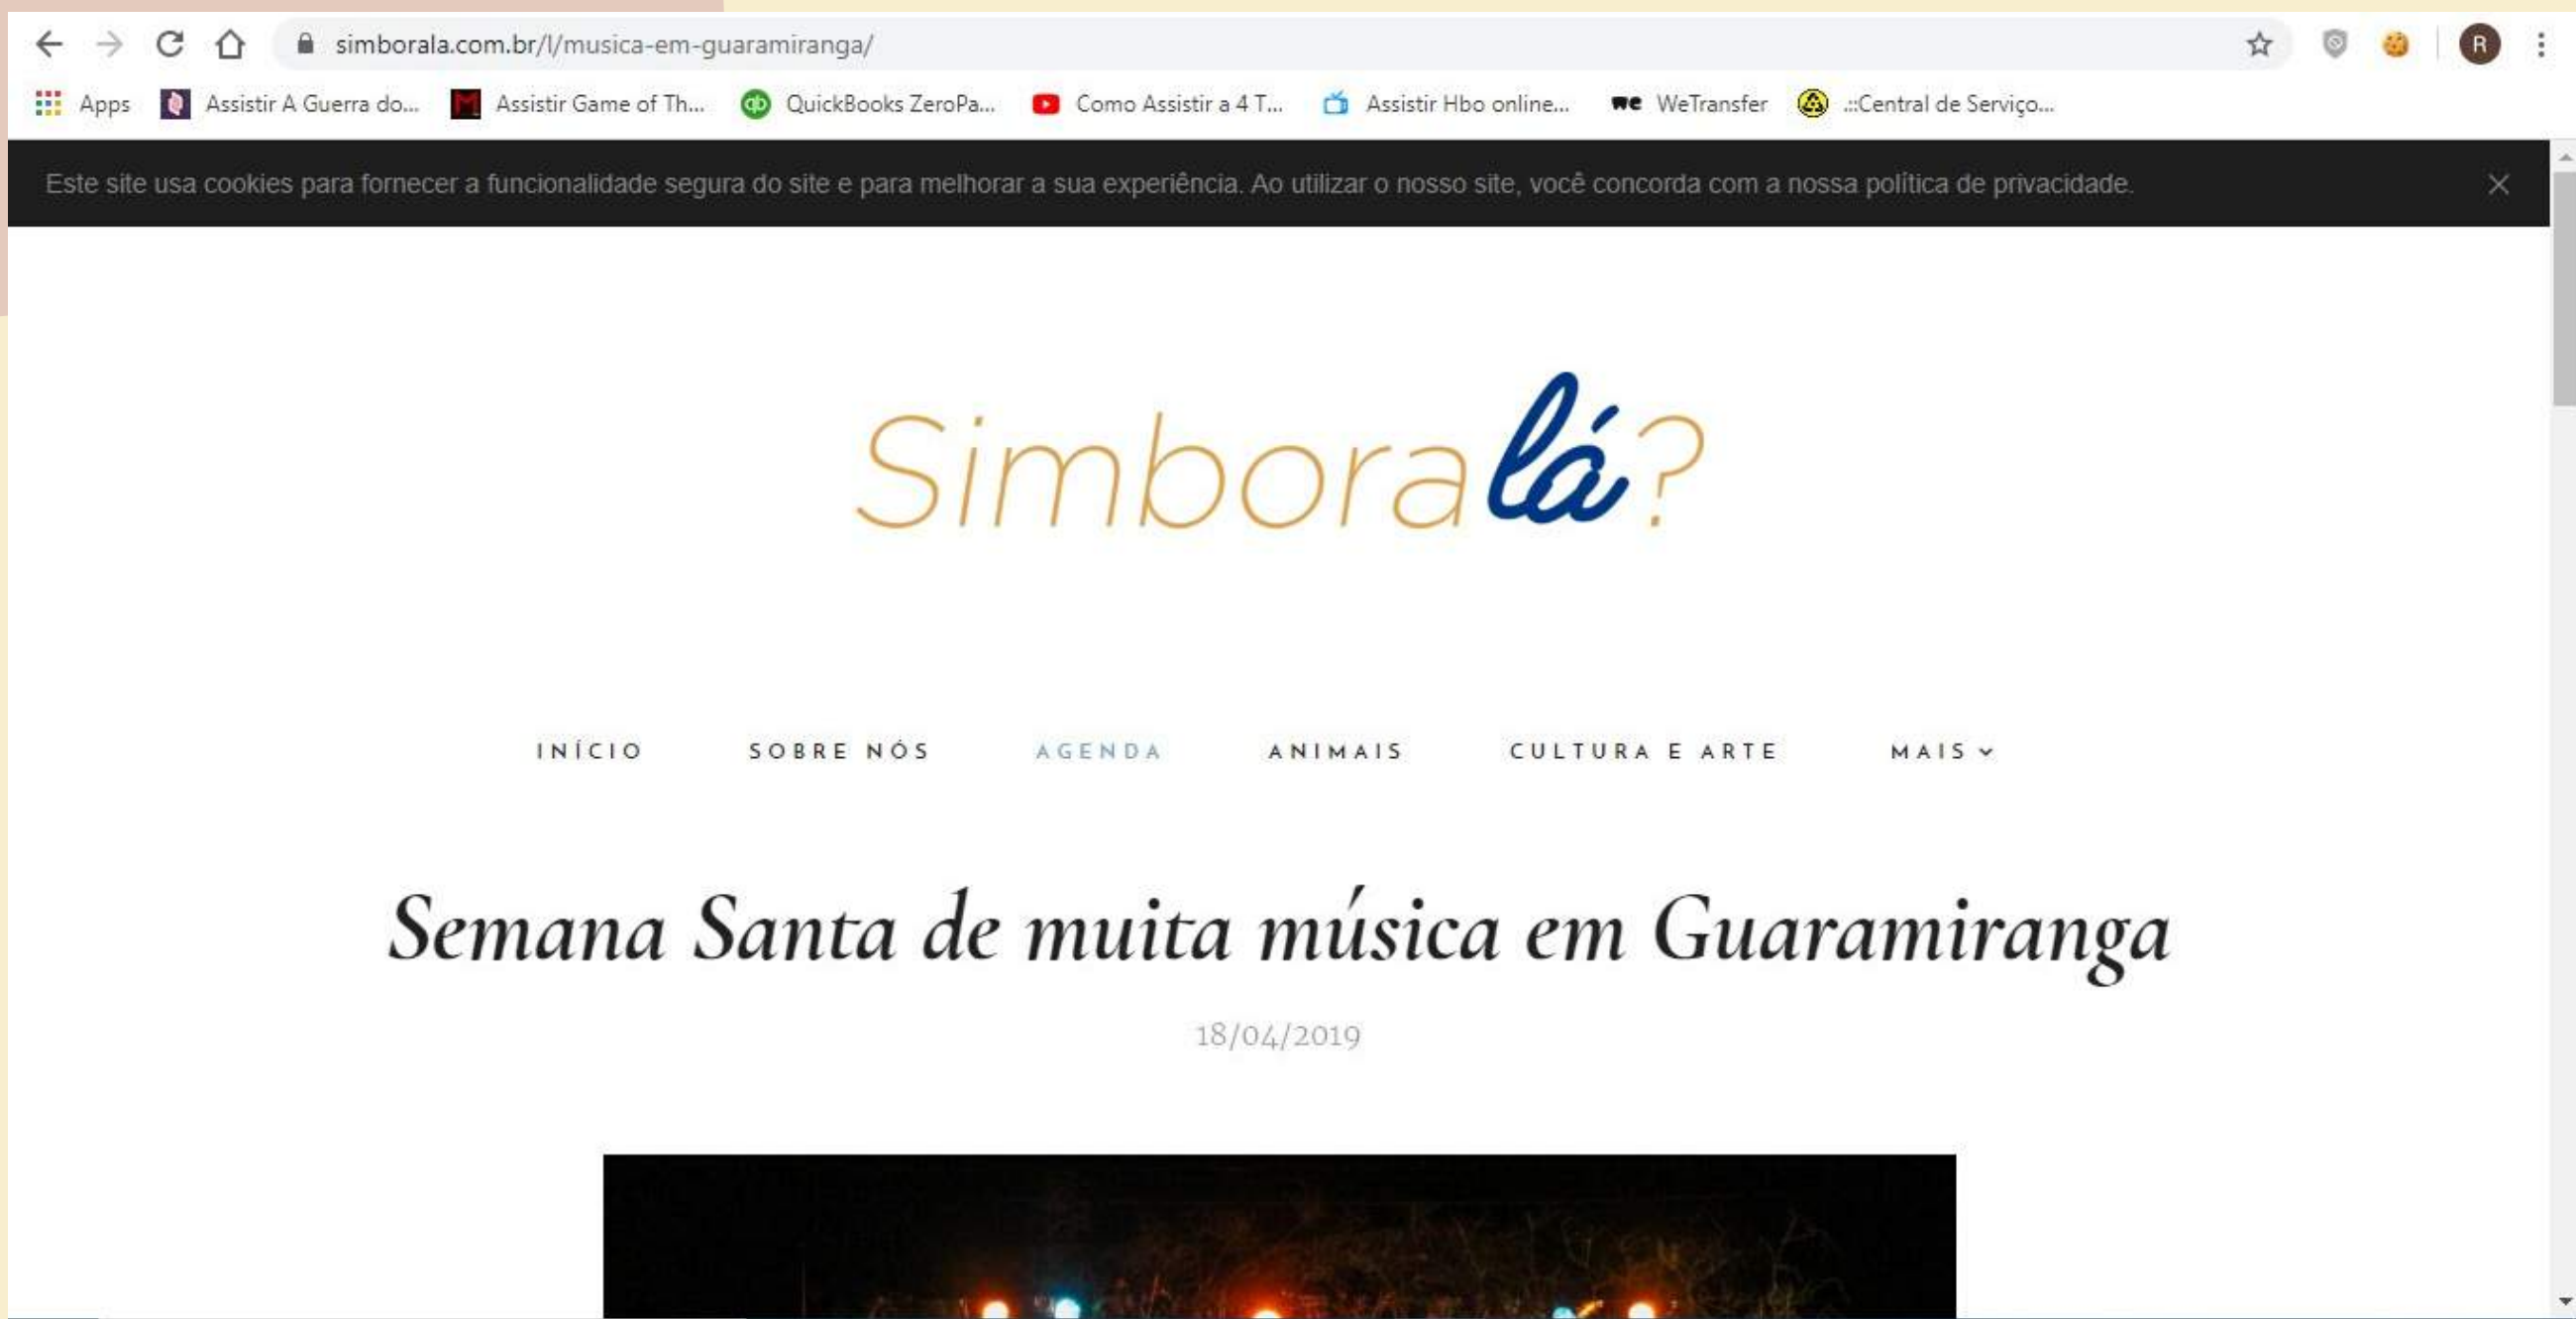 simborala.com.br/l/musica-em-guaramiranga/
R
Apps Assistir A Guerra do... Assistir Game of Th... QuickBooks ZeroPa... Como Assistir a 4 T... Assistir Hbo online... we WeTransfer .::Central de Serviço...
Este site usa cookies para fornecer a funcionalidade segura do site e para melhorar a sua experiência. Ao utilizar o nosso site, você concorda com a nossa política de privacidade.
Simboralá?
INÍCIO SOBRE NÓS AGENDA ANIMAIS CULTURA E ARTE MAIS
Semana Santa de muita música em Guaramiranga
18/04/2019